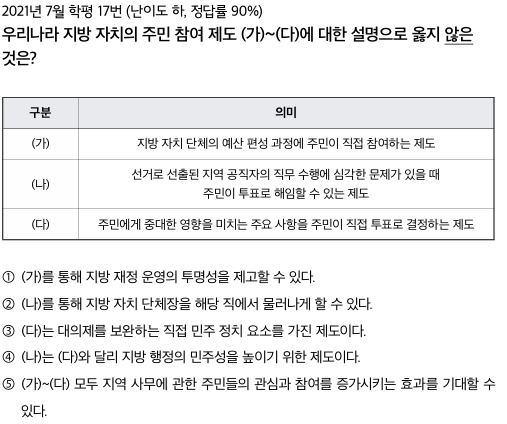 2021년 7월 학평 17번 (난이도 하, 정답률 90%)
우리나라 지방 자치의 주민 참여 제도 (가)~(다)에 대한 설명으로 옳지 않은
것은?
구분 의미
(가) 지방 자치 단체의 예산 편성 과정에 주민이 직접 참여하는 제도
(나) 선거로 선출된 지역 공직자의 직무 수행에 심각한 문제가 있을 때
주민이 투표로 해임할 수 있는 제도
(다) 주민에게 중대한 영향을 미치는 주요 사항을 주민이 직접 투표로 결정하는 제도
① (가)를 통해 지방 재정 운영의 투명성을 제고할 수 있다.
② (나)를 통해 지방 자치 단체장을 해당 직에서 물러나게 할 수 있다.
③ (다)는 대의제를 보완하는 직접 민주 정치 요소를 가진 제도이다.
④ (나)는 (다)와 달리 지방 행정의 민주성을 높이기 위한 제도이다.
⑤ (가)~(다) 모두 지역 사무에 관한 주민들의 관심과 참여를 증가시키는 효과를 기대할 수
있다.